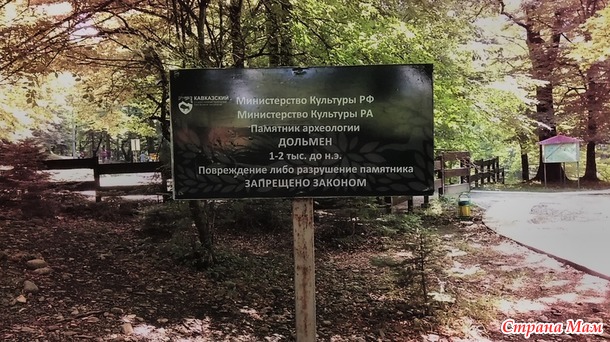 КАВКАЗСКИЙ
Министерство Культуры РФ
Министерство Культуры РА
Памятник археологии
ДОЛЬМЕН
1-2 тыс. до н.э.
Повреждение либо разрушение памятника
ЗАПРЕЩЕНО ЗАКОНОМ
Страна Мам